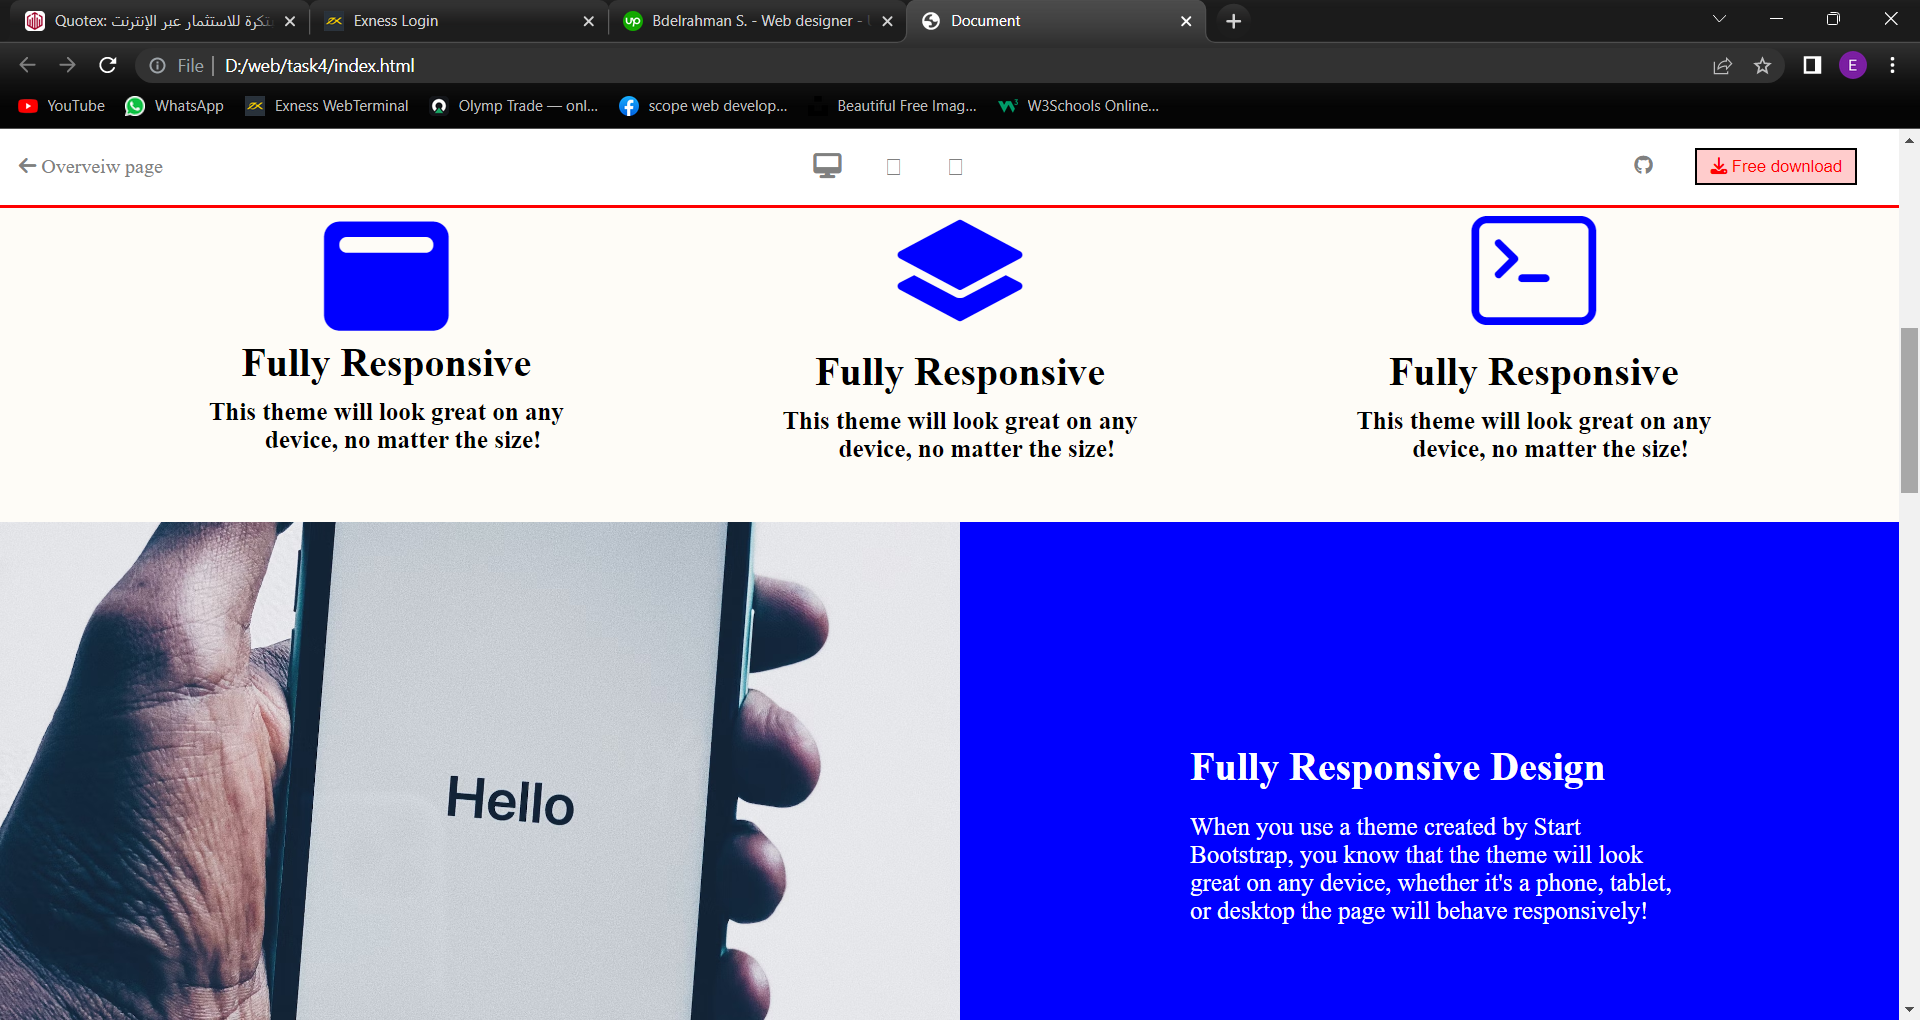 Quotex: تكرة للاستثمار عبر الإنترنت
Exness Login
up Bdelrahman S. - Web designer -
Document
File D:/web/task4/index.html
E
YouTube
WhatsApp
Exness WebTerminal
Olymp Trade — onl...
scope web develop...
Beautiful Free Imag...
W3Schools Online...
Overveiw page
Free download
Fully Responsive
This theme will look great on any
device, no matter the size!
Fully Responsive
This theme will look great on any
device, no matter the size!
Fully Responsive
This theme will look great on any
device, no matter the size!
Hello
Fully Responsive Design
When you use a theme created by Start
Bootstrap, you know that the theme will look
great on any device, whether it's a phone, tablet,
or desktop the page will behave responsively!